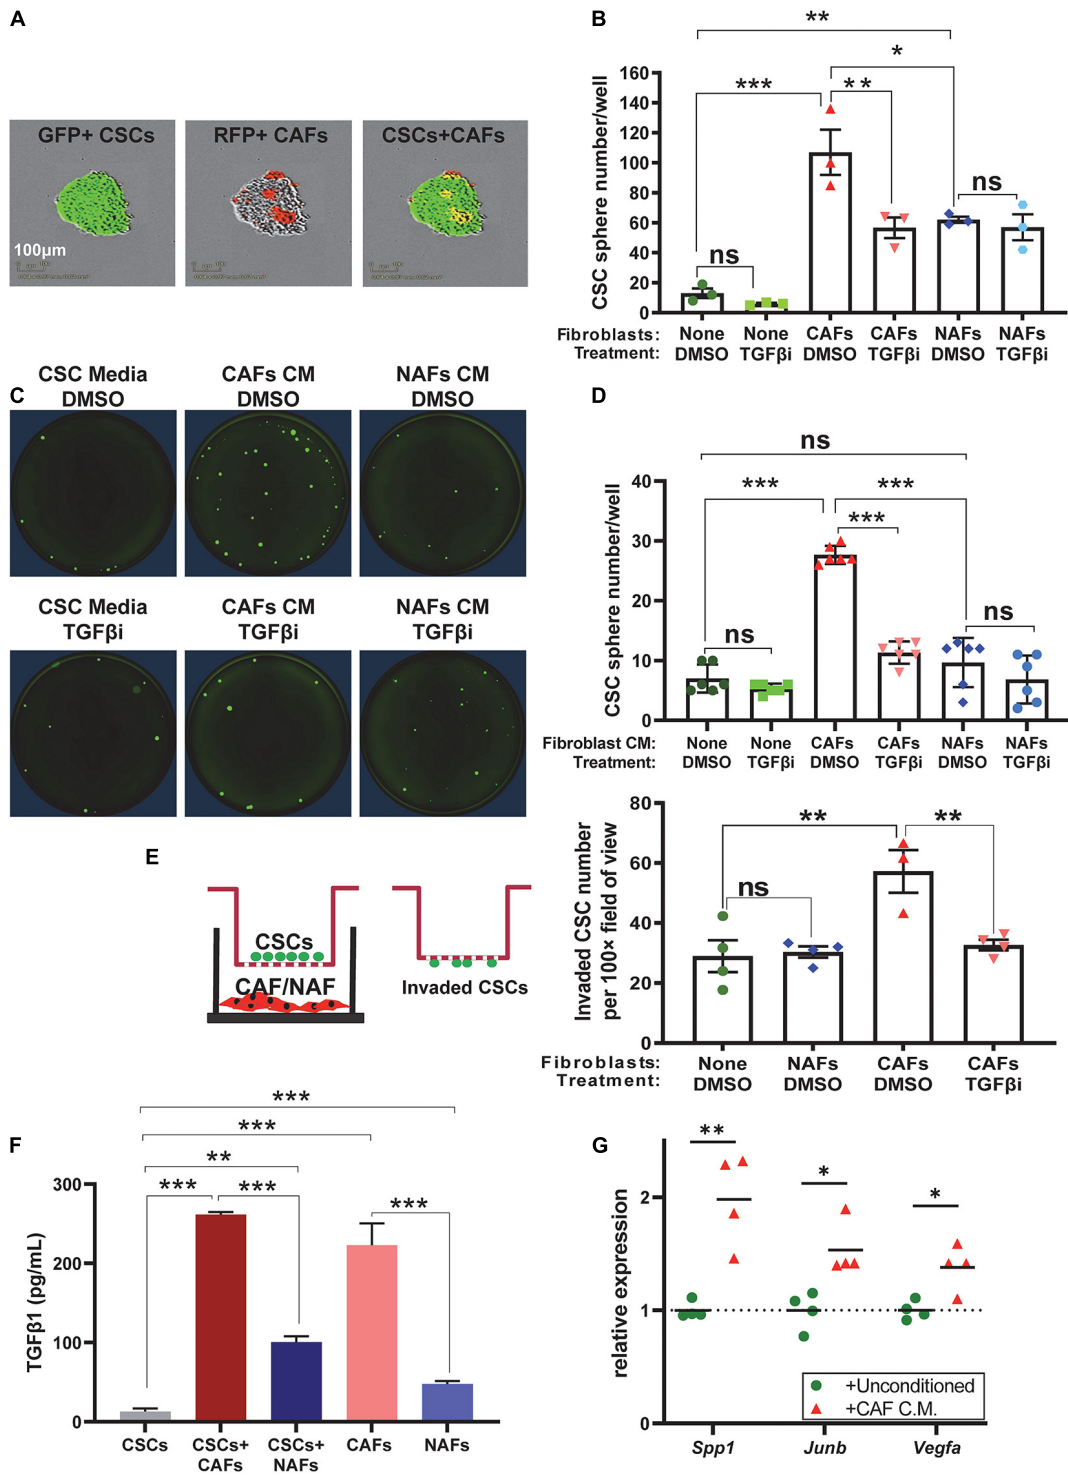 A
GFP+ CSCs
RFP+ CAFs
CSCs+CAFs
100μm
B
**
*
***
**
ns
ns
CSC sphere number/well
160
140
120
100
80
60
40
20
0
Fibroblasts: None None CAFs CAFs NAFs NAFs
Treatment: DMSO TGFβi DMSO TGFβi DMSO TGFβi
C
CSC Media
DMSO
CAFs CM
DMSO
NAFs CM
DMSO
CSC Media
TGFβi
CAFs CM
TGFβi
NAFs CM
TGFβi
D
ns
***
***
***
ns
ns
CSC sphere number/well
40
30
20
10
0
Fibroblast CM: None None CAFs CAFs NAFs NAFs
Treatment: DMSO TGFβi DMSO TGFβi DMSO TGFβi
E
CSCs
CAF/NAF
Invaded CSCs
**
**
ns
Invaded CSC number
per 100× field of view
80
60
40
20
0
Fibroblasts: None NAFs CAFs CAFs
Treatment: DMSO DMSO DMSO TGFβi
F
***
***
**
***
***
***
TGFβ1 (pg/mL)
300
200
100
0
CSCs CSCs+ CSCs+ CAFs NAFs
CAFs NAFs
G
**
*
*
relative expression
2
1
0
+Unconditioned
+CAF C.M.
Spp1 Junb Vegfa